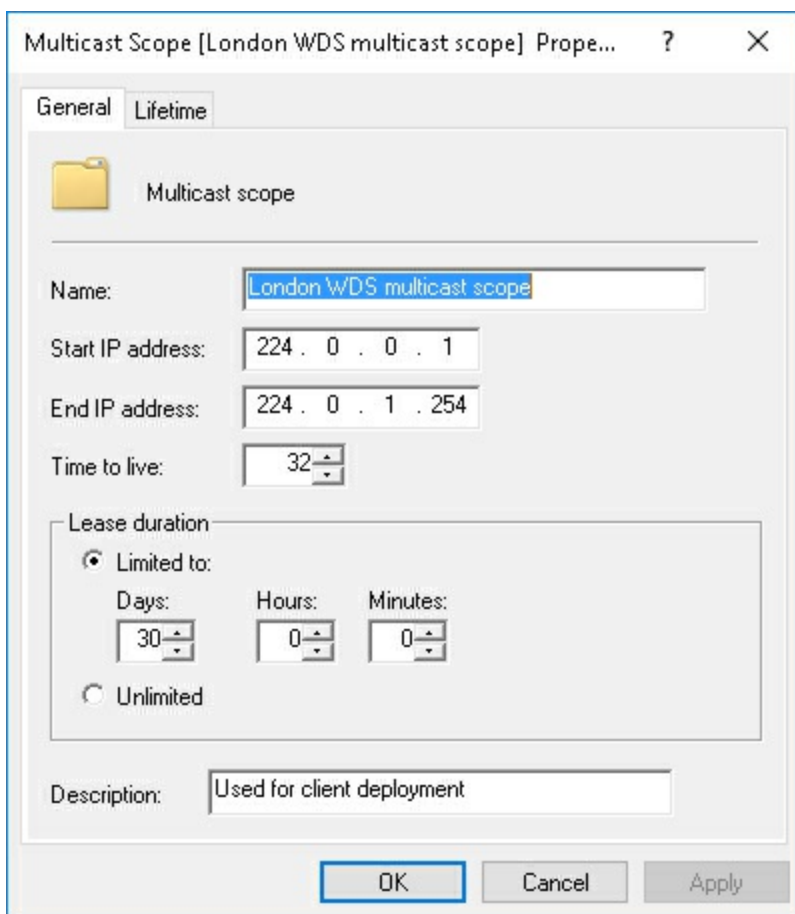 Multicast Scope [London WDS multicast scope] Prope... ?
General Lifetime
Multicast scope
Name: London WDS multicast scope
Start IP address: 224 . 0 . 0 . 1
End IP address: 224 . 0 . 1 . 254
Time to live: 32
Lease duration
Limited to:
Days: Hours: Minutes:
30 0 0
Unlimited
Description: Used for client deployment
OK Cancel Apply